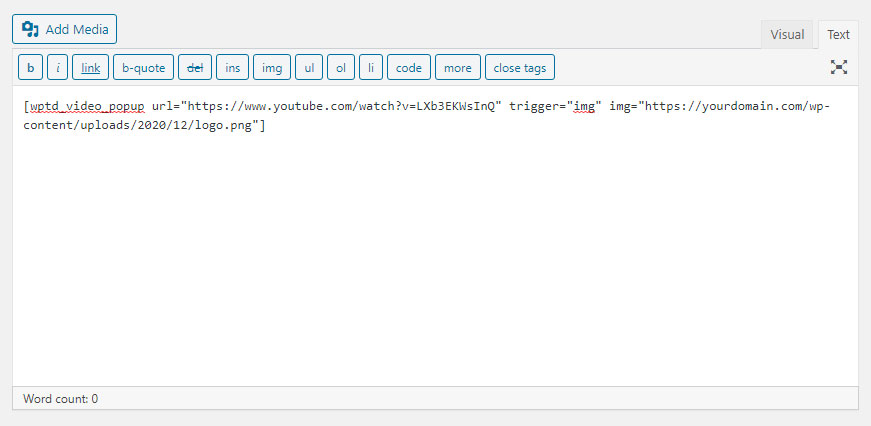 Add Media
Visual Text
b i link b-quote del ins img ul ol li code more close tags
[wptd_video_popup url="https://www.youtube.com/watch?v=LXb3EKWsInQ" trigger="img" img="https://yourdomain.com/wp-
content/uploads/2020/12/logo.png"]
Word count: 0